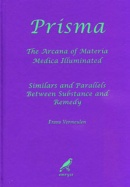 Prisma
The Arcana of Materia
Medica Illuminated
Similars and Parallels
Between Substance and
Remedy
Frans Vermeulen